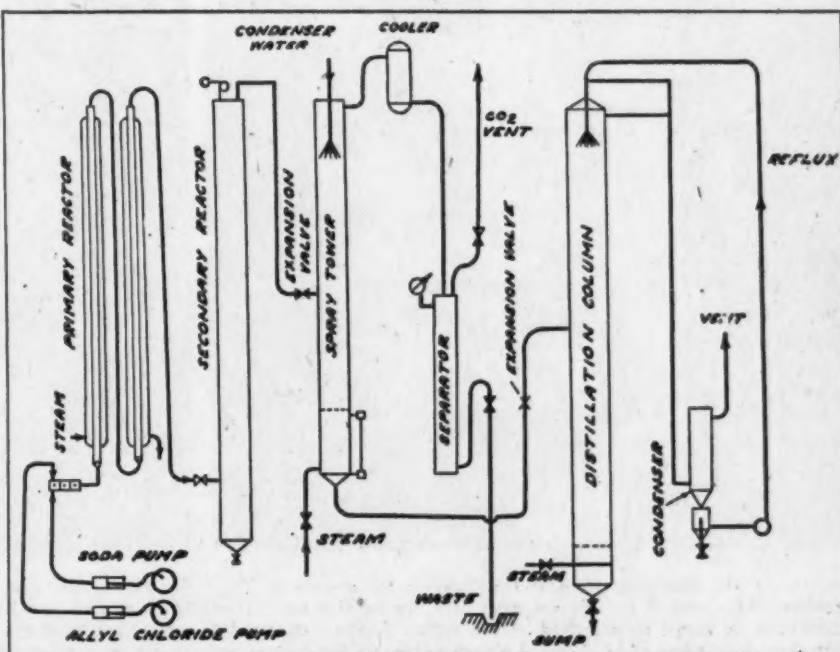 CONDENSER
WATER
COOLER
CO2
VENT
REFLUX
PRIMARY REACTOR
SECONDARY REACTOR
EXPANSION
VALVE
SPRAY TOWER
SEPARATOR
EXPANSION VALVE
DISTILLATION COLUMN
VENT
CONDENSER
STEAM
STEAM
STEAM
SODA PUMP
ALLYL CHLORIDE PUMP
WASTE
SUMP